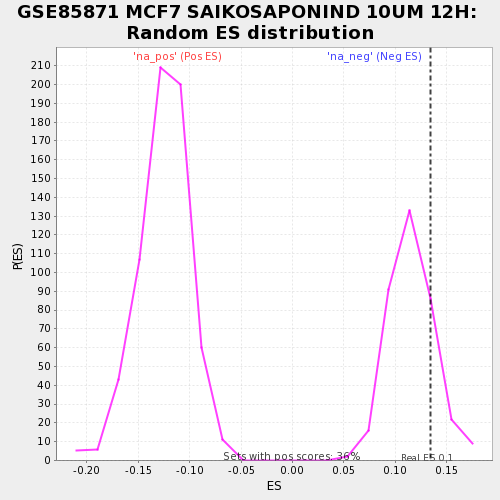 GSE85871 MCF7 SAIKOSAPONIND 10UM 12H:
Random ES distribution
'na_pos' (Pos ES) 'na_neg' (Neg ES)
210
200
190
180
170
160
150
140
130
120
110
100
90
80
70
60
50
40
30
20
10
0
P(ES)
Sets with pos scores: 36%
Real ES 0.1
-0.20 -0.15 -0.10 -0.05 0.00 0.05 0.10 0.15
ES